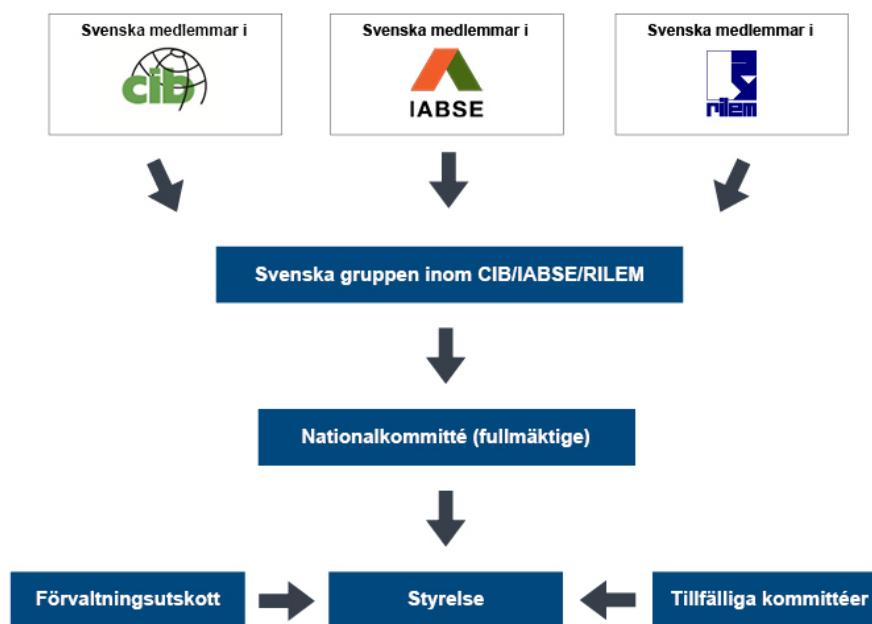 Svenska medlemmar i
cib
Svenska medlemmar i
IABSE
Svenska medlemmar i
rilem
Svenska gruppen inom CIB/IABSE/RILEM
Nationalkommitté (fullmäktige)
Förvaltningsutskott
Styrelse
Tillfälliga kommittéer